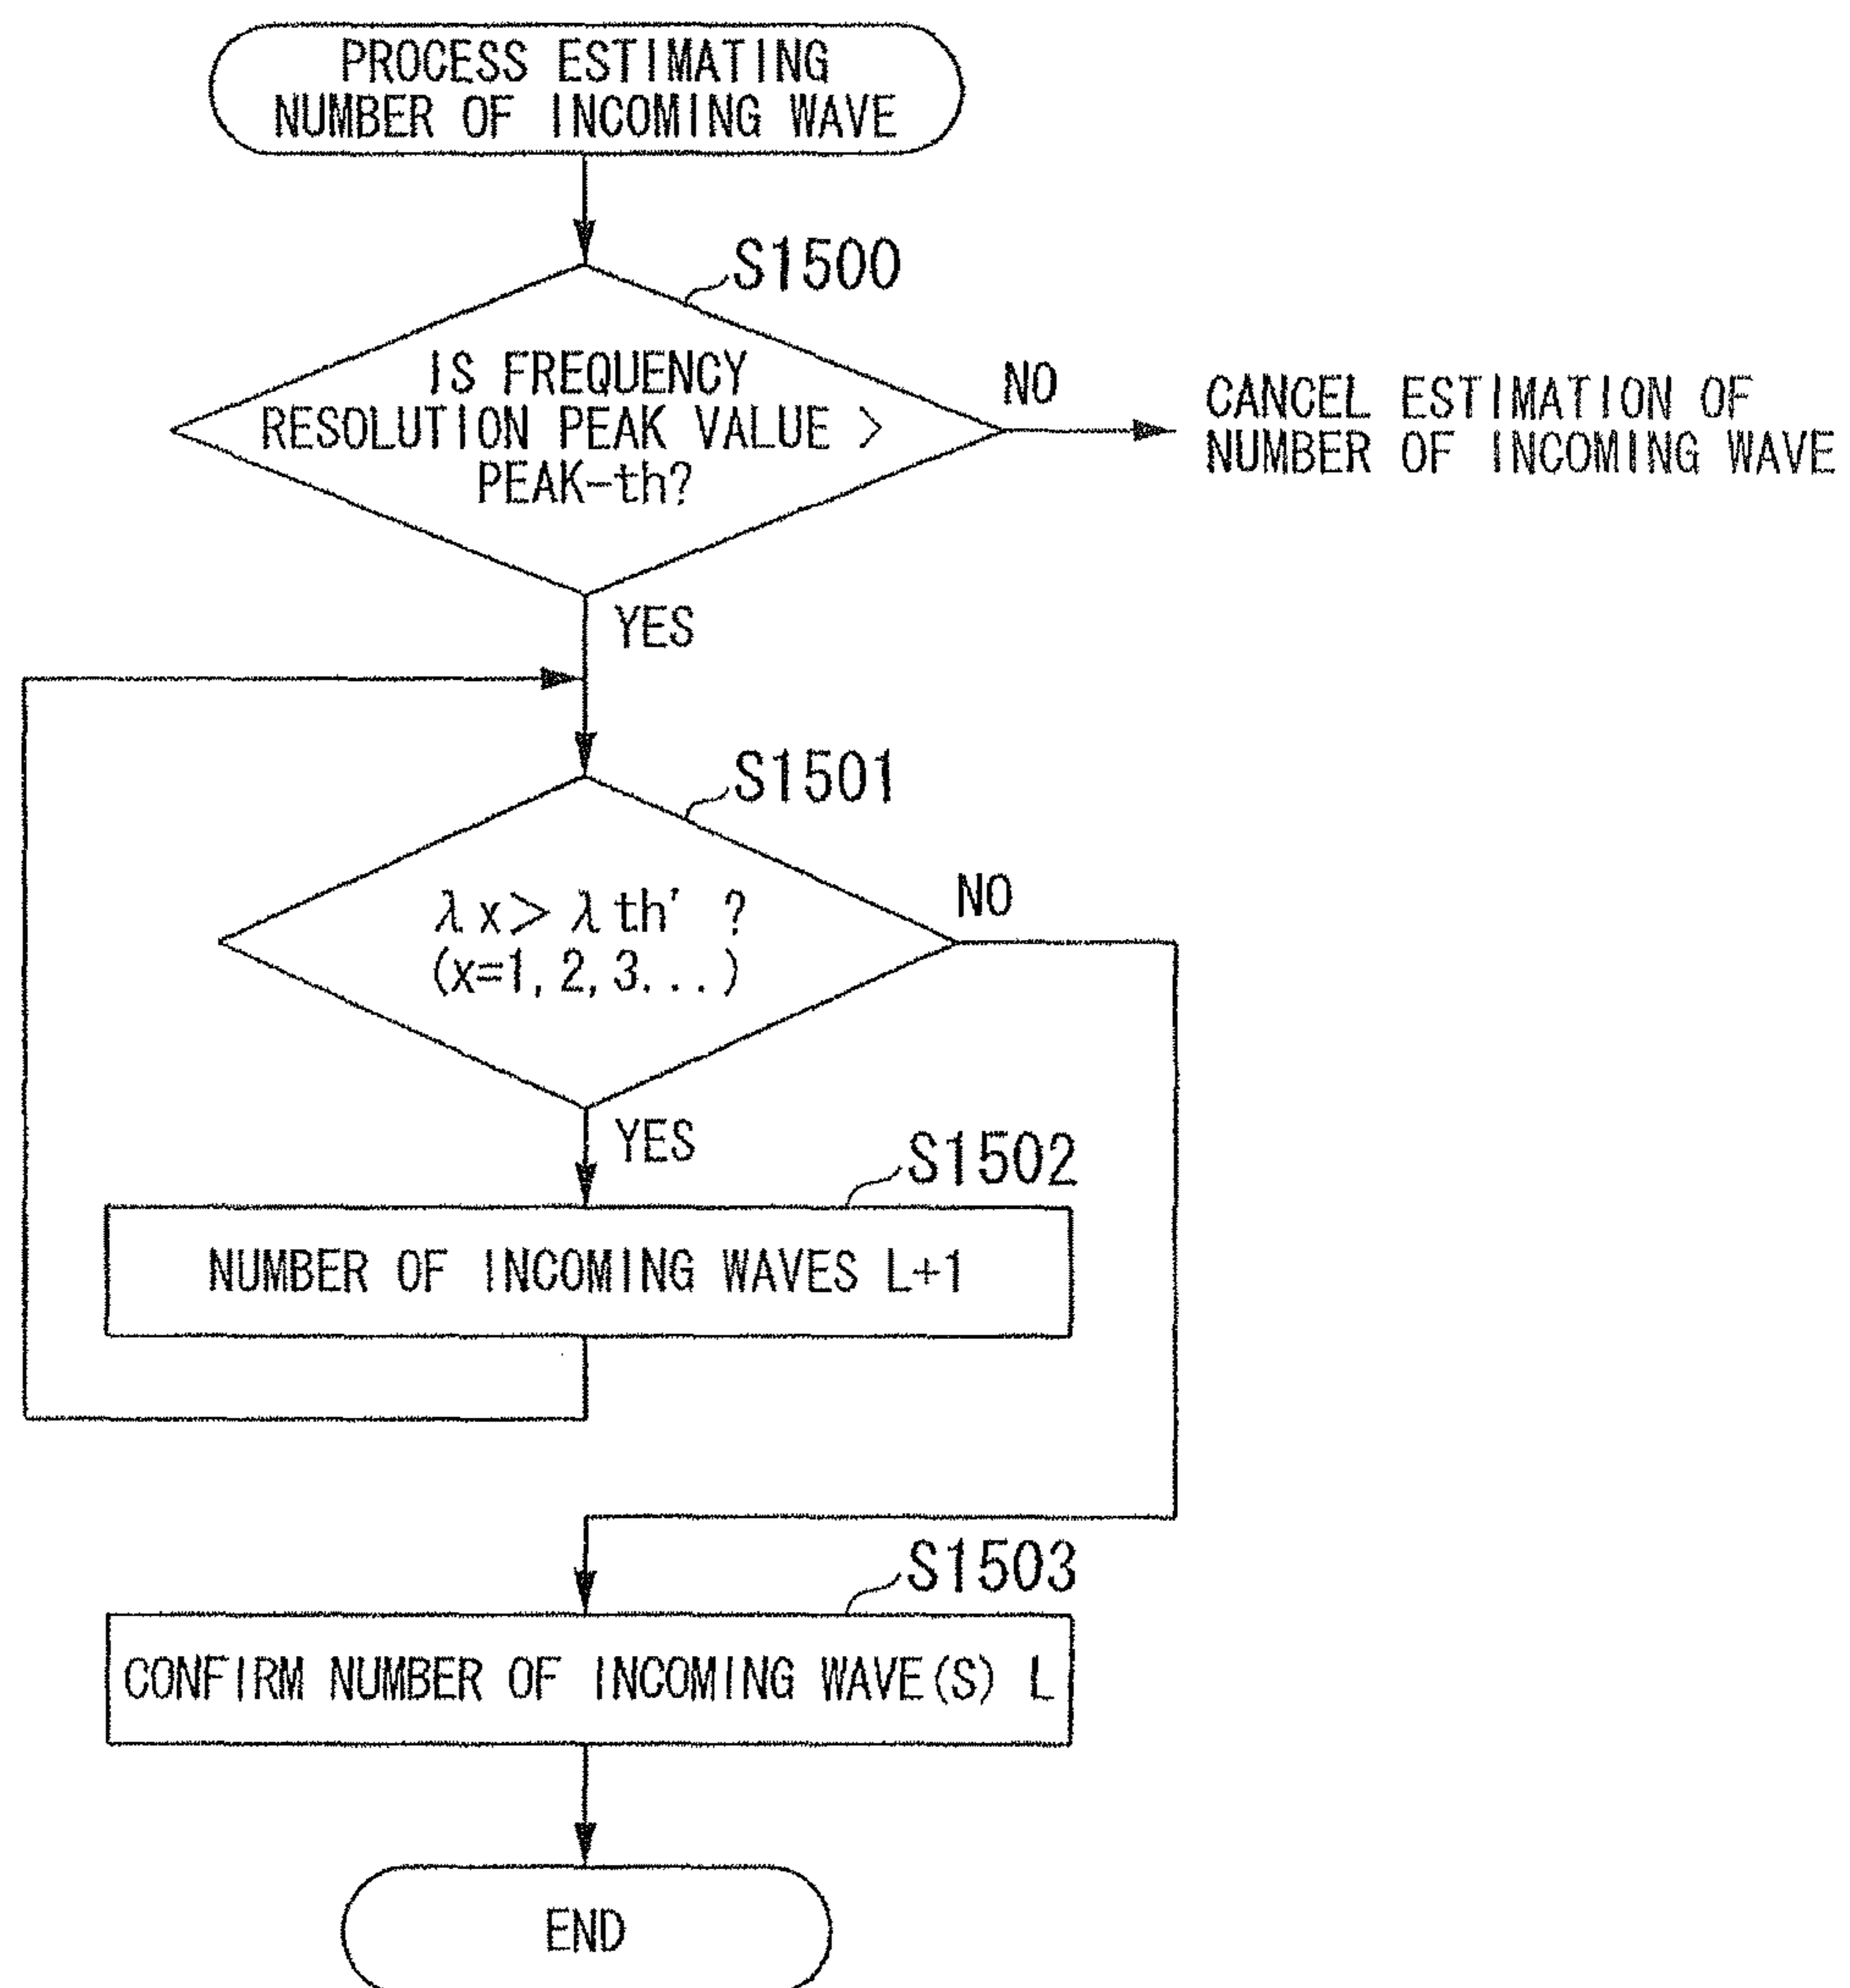 PROCESS ESTIMATING
NUMBER OF INCOMING WAVE
S1500
IS FREQUENCY
RESOLUTION PEAK VALUE >
PEAK-th?
NO
CANCEL ESTIMATION OF
NUMBER OF INCOMING WAVE
YES
S1501
λx> λth' ?
(x=1, 2, 3...)
NO
YES
S1502
NUMBER OF INCOMING WAVES L+1
S1503
CONFIRM NUMBER OF INCOMING WAVE(S) L
END